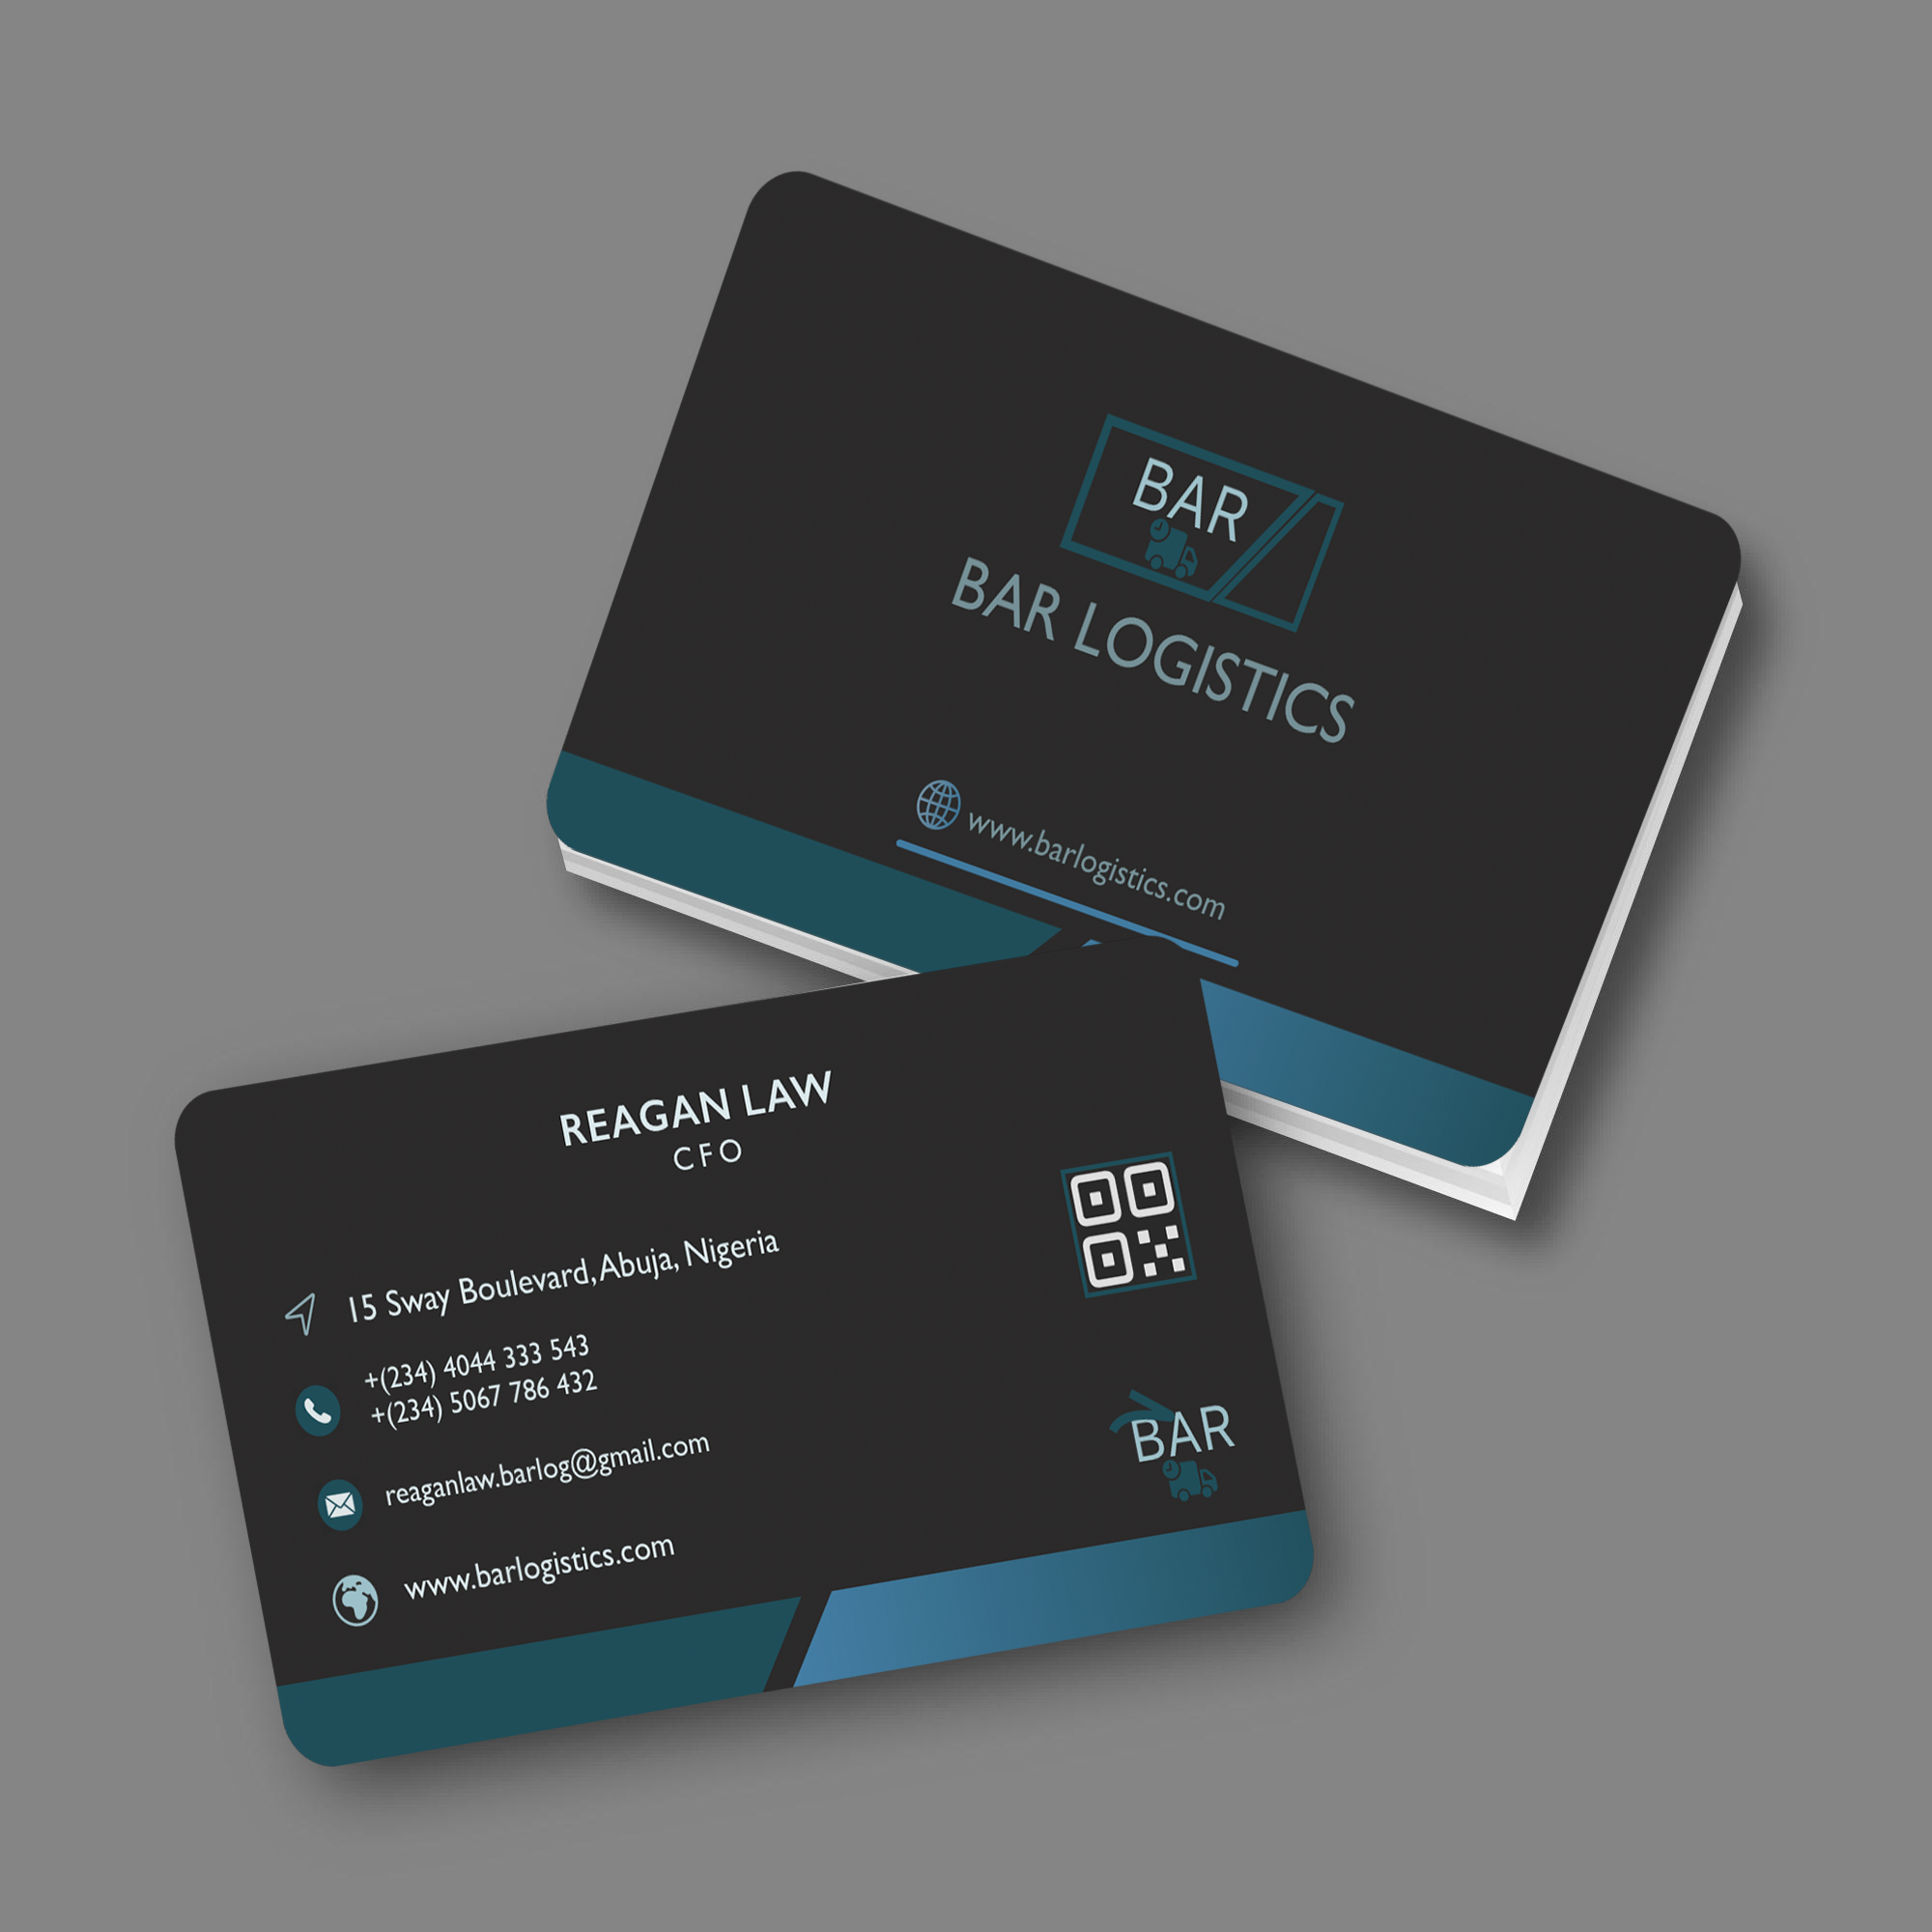 BAR
BAR LOGISTICS
www.barlogistics.com
REAGAN LAW
CFO
15 Sway Boulevard, Abuja, Nigeria
+(234) 4044 333 543
+(234) 5067 786 432
reaganlaw.barlog@gmail.com
www.barlogistics.com
BAR